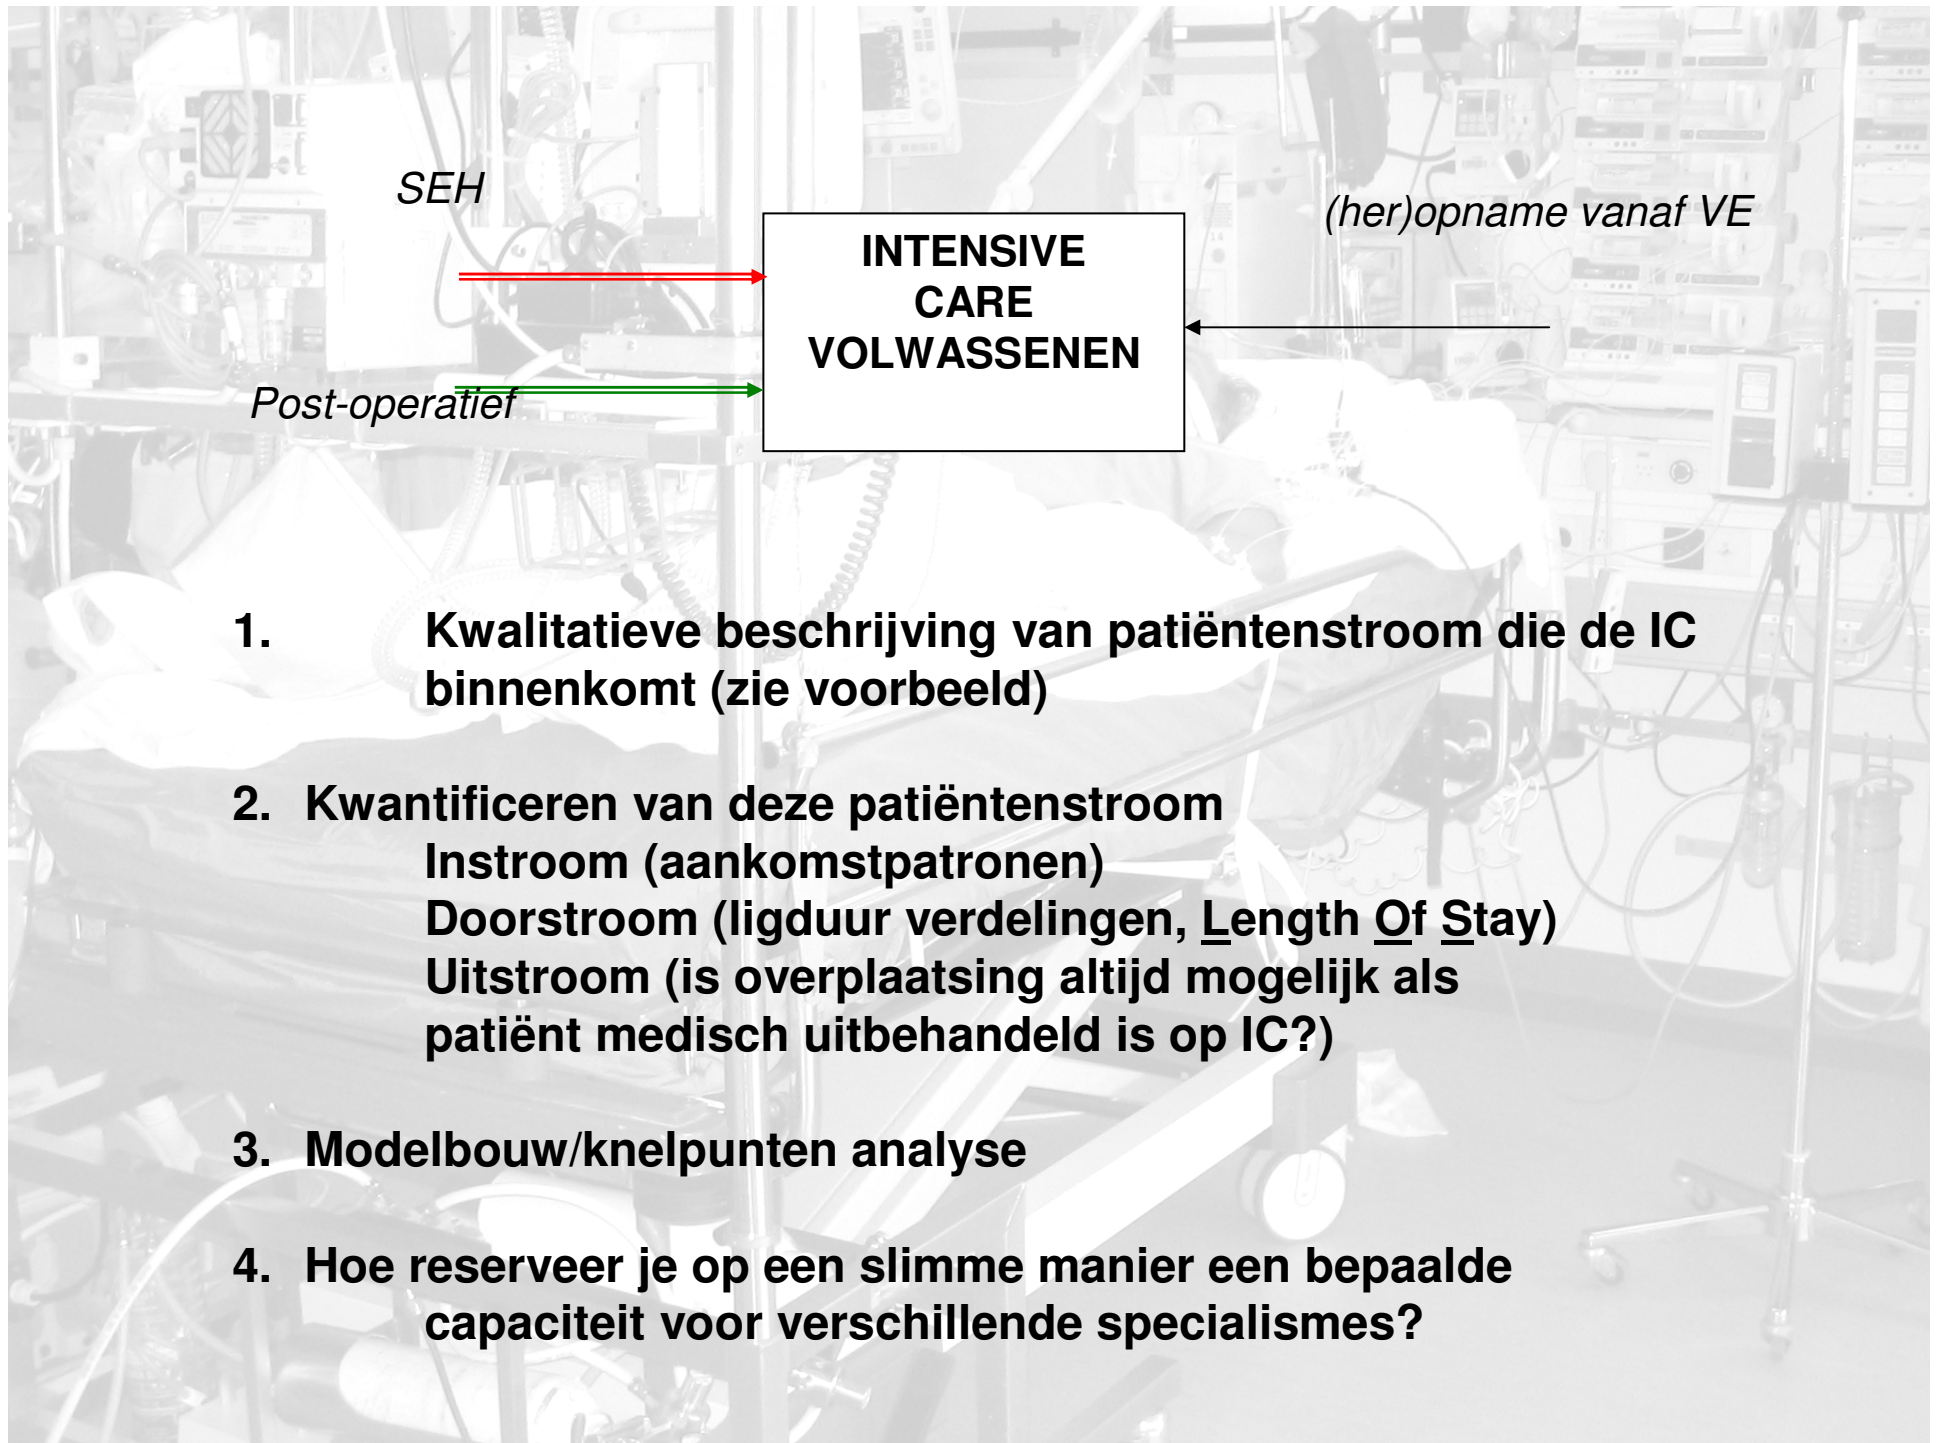 SEH
(her)opname vanaf VE
INTENSIVE
CARE
VOLWASSENEN
Post-operatief
1. Kwalitatieve beschrijving van patiëntenstroom die de IC
binnenkomt (zie voorbeeld)
2. Kwantificeren van deze patiëntenstroom
Instroom (aankomstpatronen)
Doorstroom (ligduur verdelingen, Length Of Stay)
Uitstroom (is overplaatsing altijd mogelijk als
patiënt medisch uitbehandeld is op IC?)
3. Modelbouw/knelpunten analyse
4. Hoe reserveer je op een slimme manier een bepaalde
capaciteit voor verschillende specialismes?